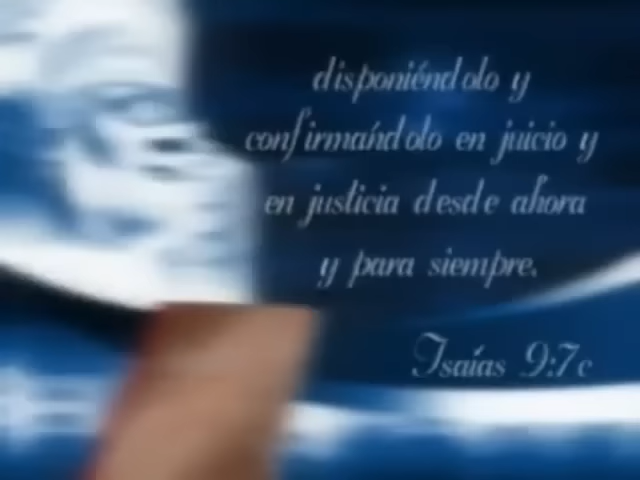 disponiéndolo y
confirmándolo en juicio y
en justicia desde ahora
y para siempre.
Isaías 9:7c